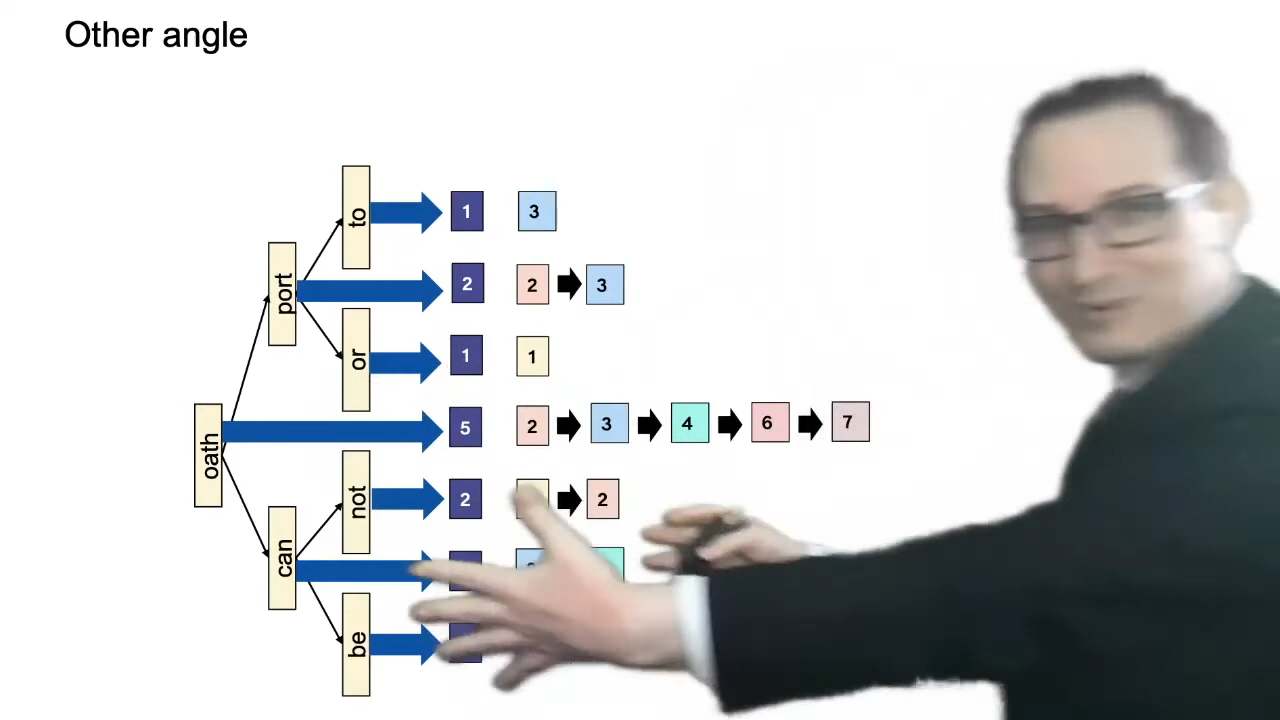 Other angle
to
1 3
port
2 2 3
or
1 1
oath
5 2 3 4 6 7
not
2 2
can
be